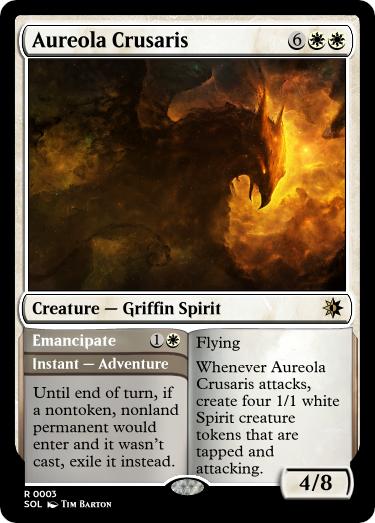 Aureola Crusaris 6
Creature — Griffin Spirit
Emancipate 1
Instant — Adventure
Until end of turn, if
a nontoken, nonland
permanent would
enter and it wasn't
cast, exile it instead.
Flying
Whenever Aureola
Crusaris attacks,
create four 1/1 white
Spirit creature
tokens that are
tapped and
attacking.
4/8
R 0003
SOL Tim Barton